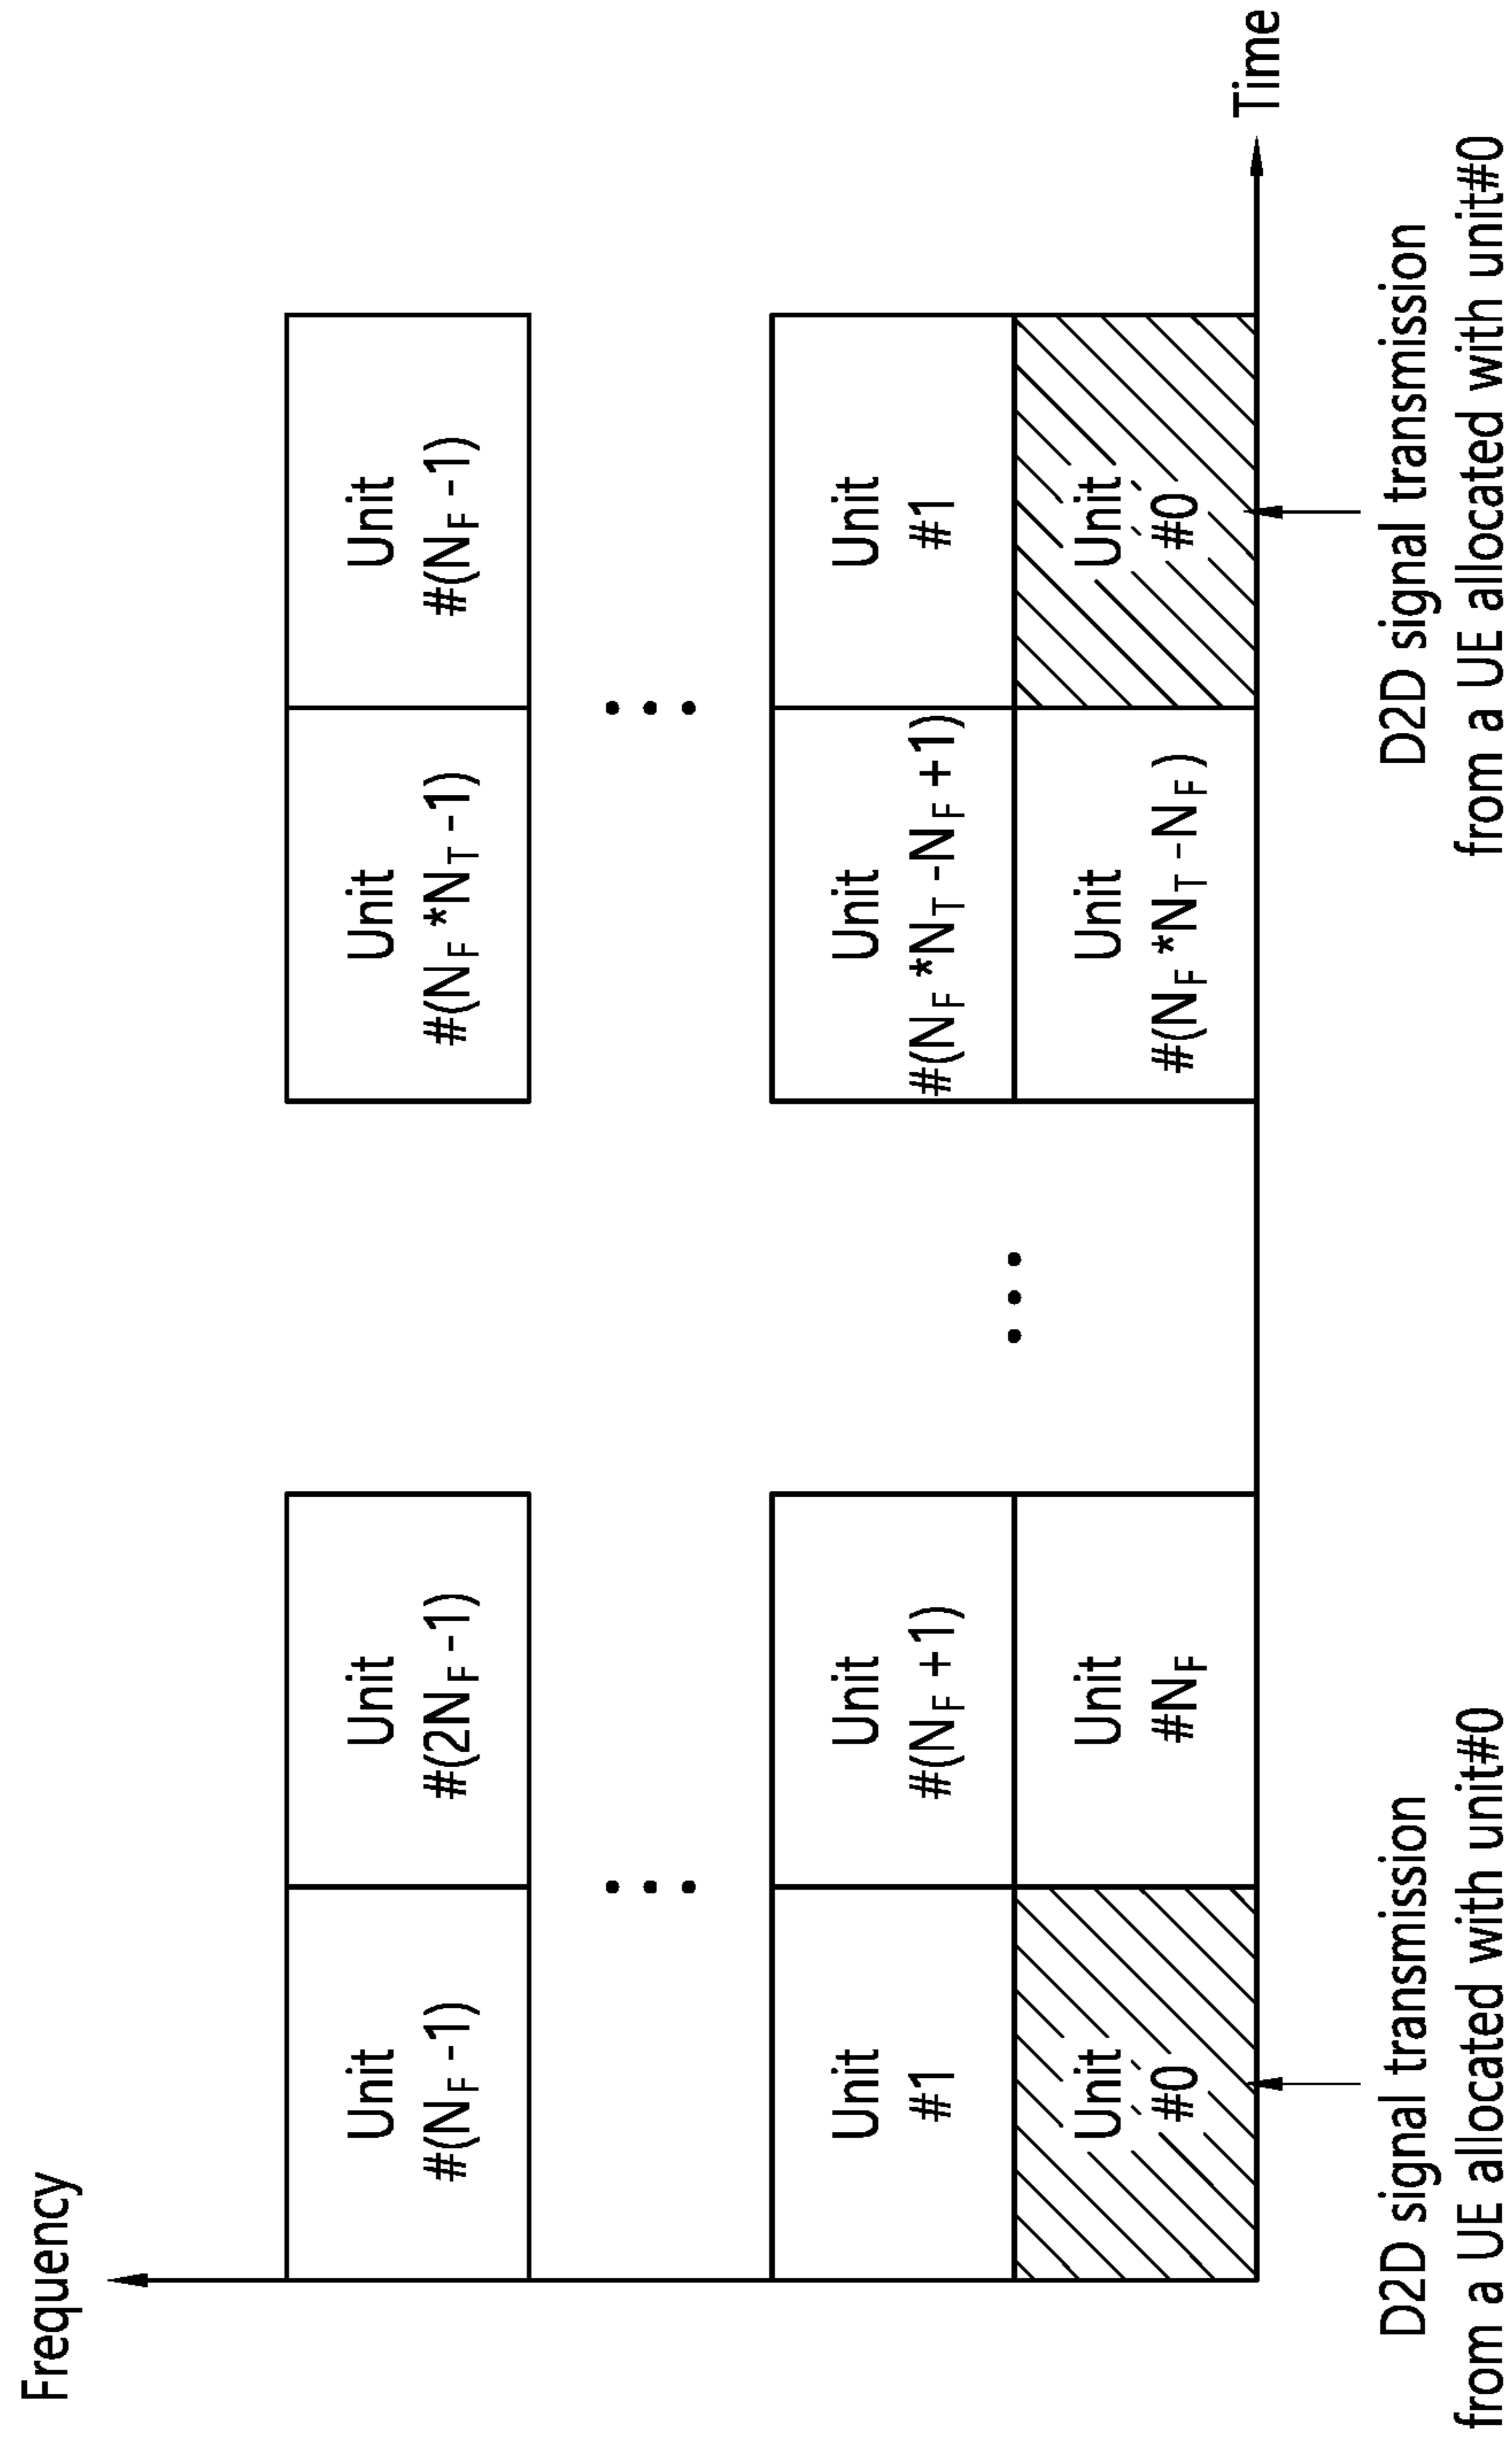 Frequency
Unit
#(N_F-1)
Unit
#(2N_F-1)
Unit
#(N_F*N_T-1)
Unit
#(N_F-1)
Unit
#1
Unit
#(N_F+1)
Unit
#(N_F*N_T-N_F+1)
Unit
#1
Unit
#0
Unit
#N_F
Unit
#(N_F*N_T-N_F)
Unit
#0
Time
D2D signal transmission
from a UE allocated with unit#0
D2D signal transmission
from a UE allocated with unit#0